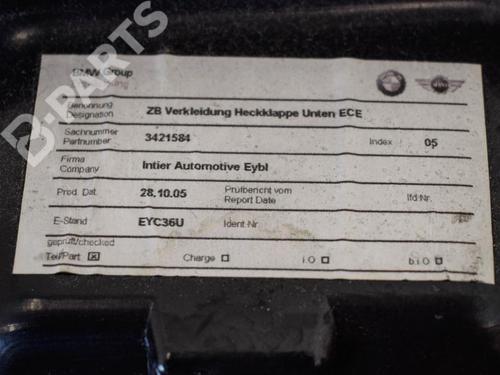 B-PARTS
BMW Group
Benennung
Designation
ZB Verkleidung Heckklappe Unten ECE
Sachnummer
Partnumber
3421584
Index
05
Firma
Company
Intier Automotive Eybl
Prod. Dat.
28.10.05
Prüfbericht vom
Report Date
lfd Nr.
E-Stand
EYC36U
Ident-Nr
geprüft/checked
Teil/Part
Charge
i.O
b.i.O